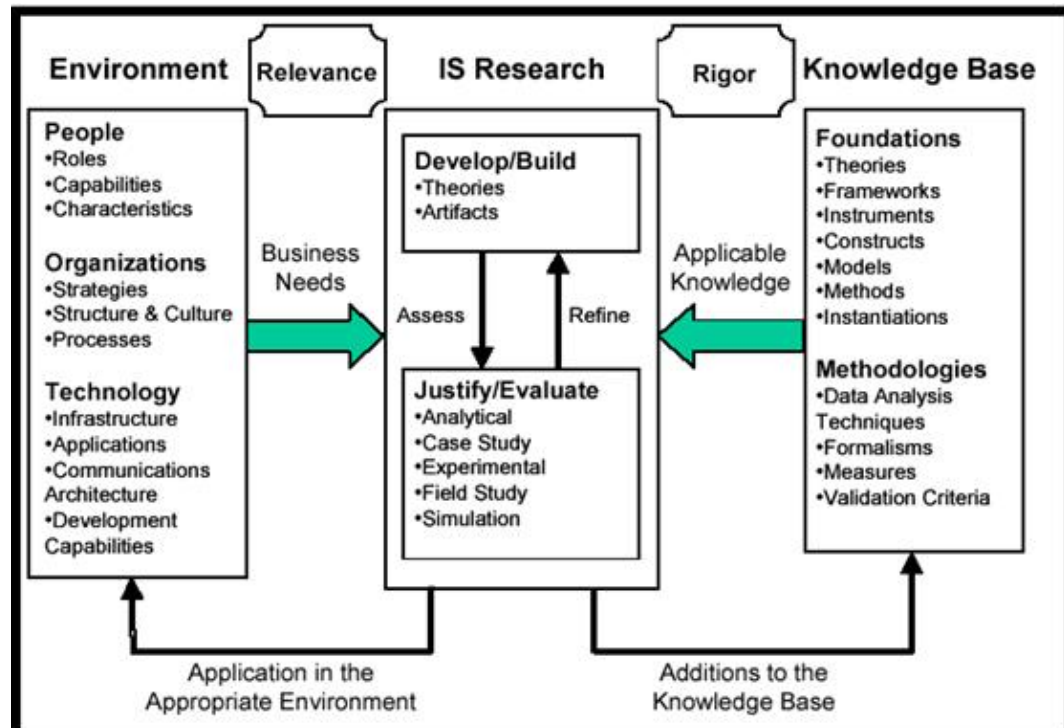 Environment
Relevance
IS Research
Rigor
Knowledge Base
People
•Roles
•Capabilities
•Characteristics
Organizations
•Strategies
•Structure & Culture
•Processes
Technology
•Infrastructure
•Applications
•Communications
Architecture
•Development
Capabilities
Business
Needs
Develop/Build
•Theories
•Artifacts
Assess
Refine
Justify/Evaluate
•Analytical
•Case Study
•Experimental
•Field Study
•Simulation
Applicable
Knowledge
Foundations
•Theories
•Frameworks
•Instruments
•Constructs
•Models
•Methods
•Instantiations
Methodologies
•Data Analysis
Techniques
•Formalisms
•Measures
•Validation Criteria
Application in the
Appropriate Environment
Additions to the
Knowledge Base